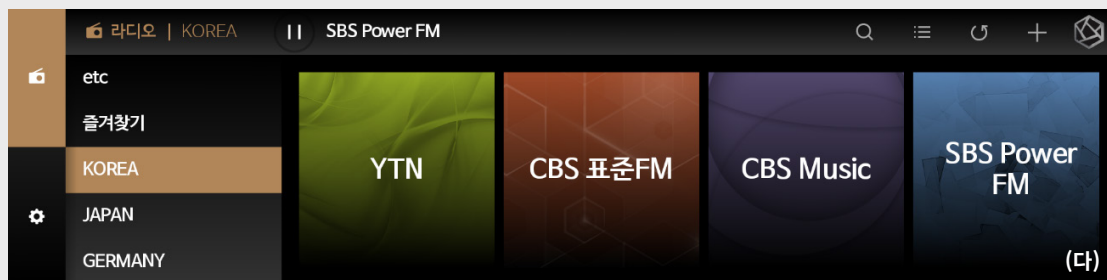 라디오 | KOREA
SBS Power FM
etc
즐겨찾기
KOREA
JAPAN
GERMANY
YTN
CBS 표준FM
CBS Music
SBS Power
FM
(다)